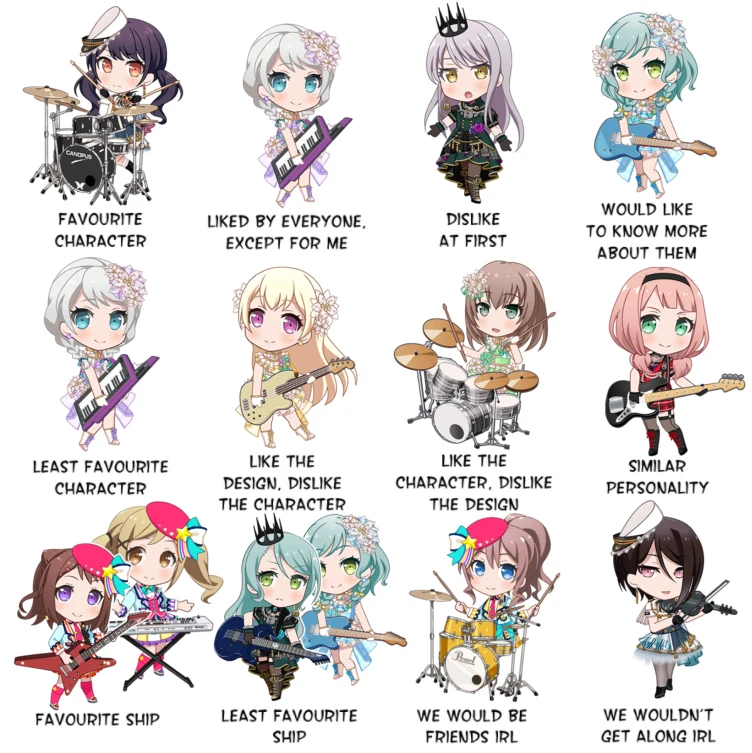 CANOPUS
FAVOURITE
CHARACTER
LIKED BY EVERYONE,
EXCEPT FOR ME
DISLIKE
AT FIRST
WOULD LIKE
TO KNOW MORE
ABOUT THEM
LEAST FAVOURITE
CHARACTER
LIKE THE
DESIGN, DISLIKE
THE CHARACTER
LIKE THE
CHARACTER, DISLIKE
THE DESIGN
SIMILAR
PERSONALITY
FAVOURITE SHIP
LEAST FAVOURITE
SHIP
Pearl
WE WOULD BE
FRIENDS IRL
WE WOULDN'T
GET ALONG IRL